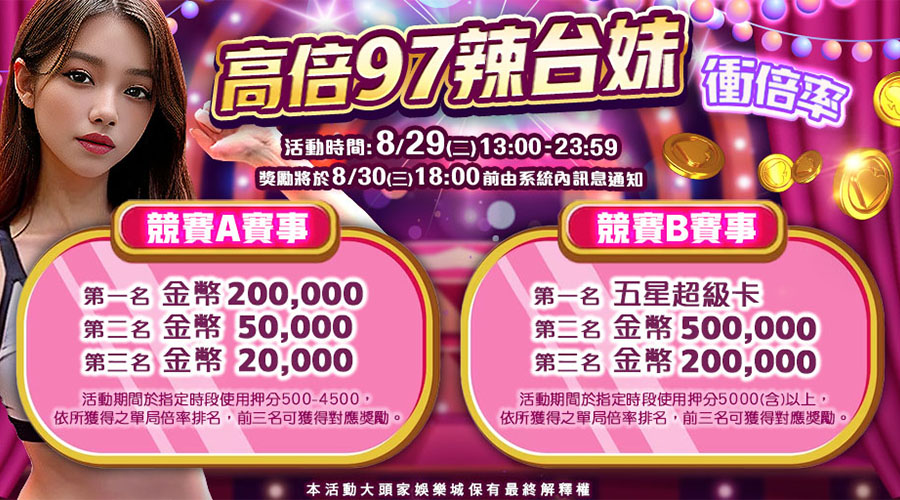 高倍97辣台妹
衝倍率
活動時間: 8/29(二)13:00-23:59
獎勵將於8/30(三)18:00前由系統內訊息通知
競賽A賽事
第一名 金幣 200,000
第二名 金幣 50,000
第三名 金幣 20,000
活動期間於指定時段使用押分500-4500，
依所獲得之單局倍率排名，前三名可獲得對應獎勵。
競賽B賽事
第一名 五星超級卡
第二名 金幣 500,000
第三名 金幣 200,000
活動期間於指定時段使用押分5000(含)以上，
依所獲得之單局倍率排名，前三名可獲得對應獎勵。
本活動大頭家娛樂城保有最終解釋權